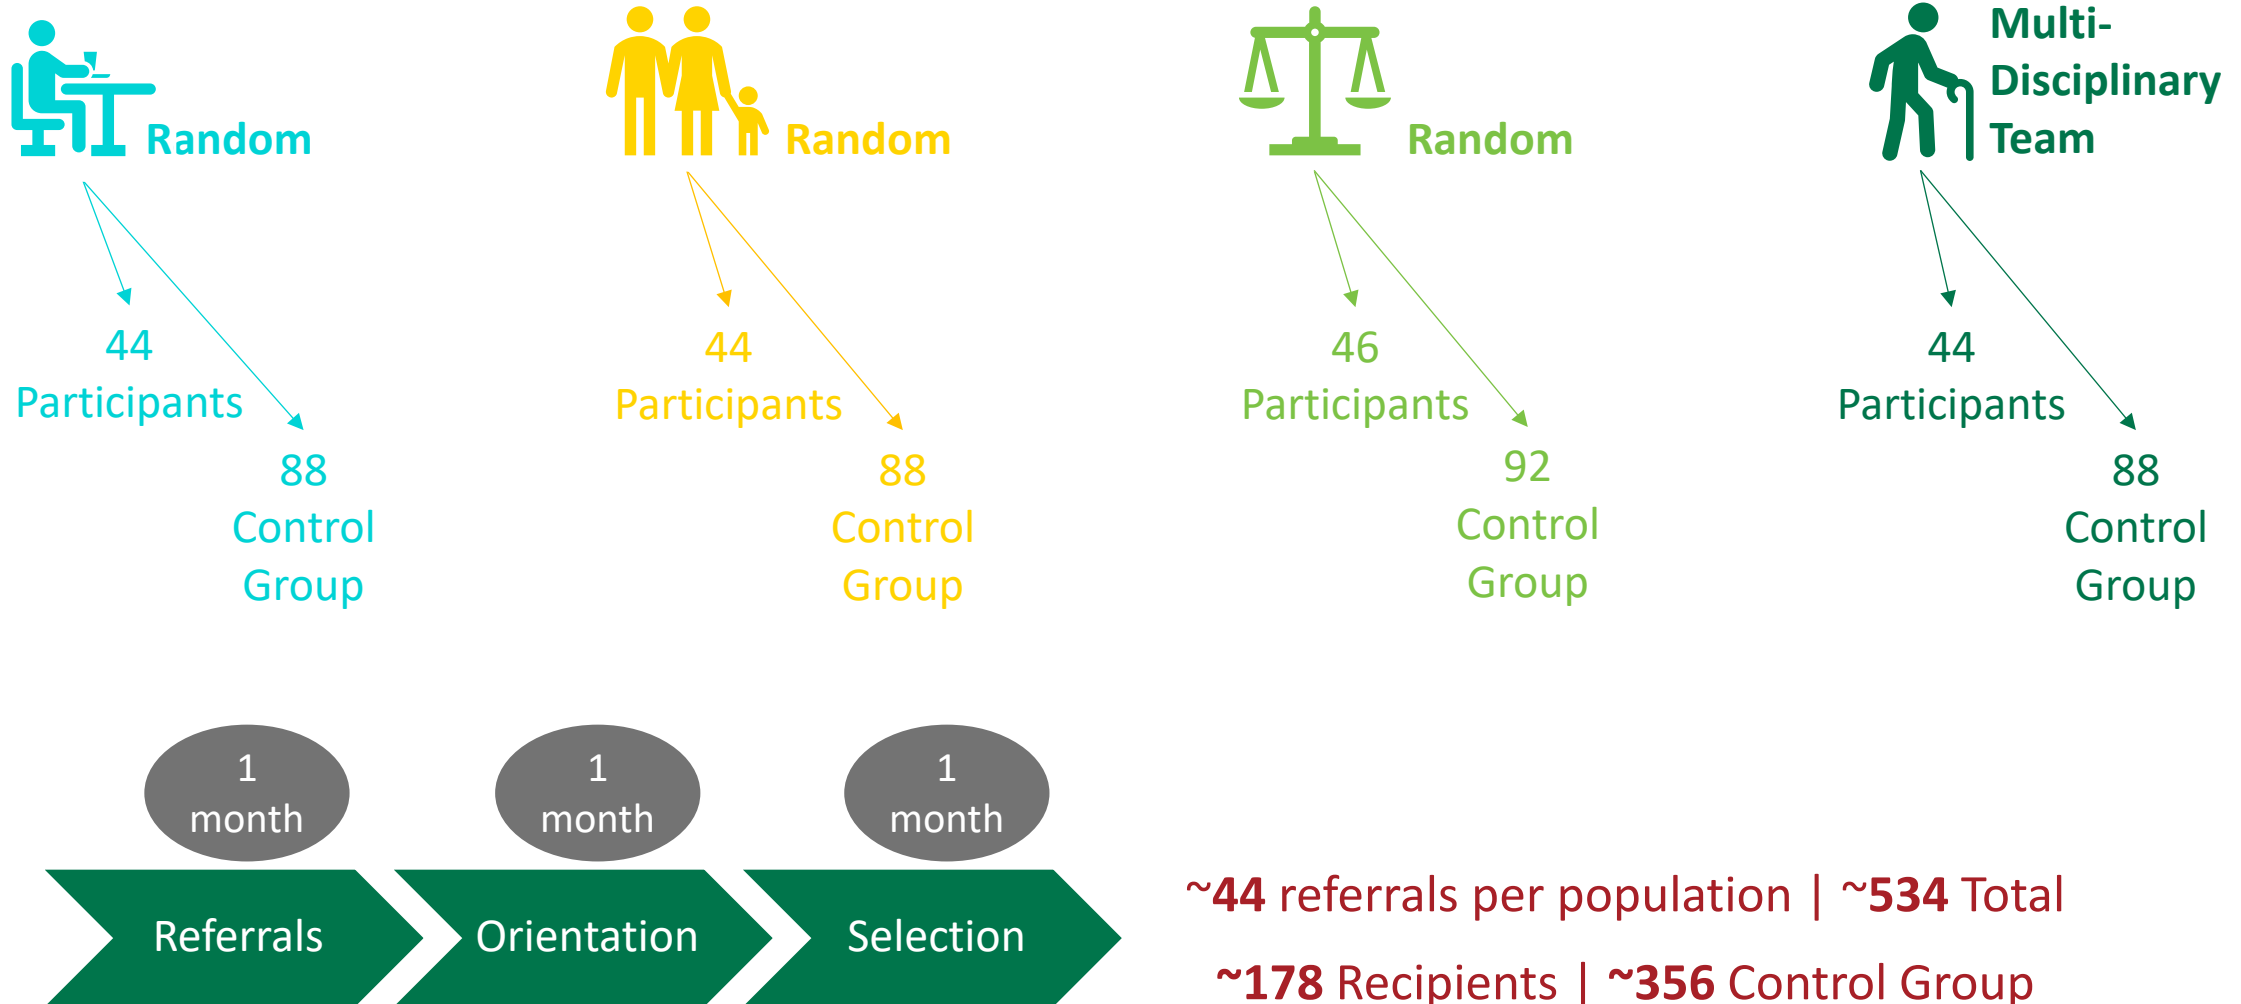 Random
Random
Random
Multi-
Disciplinary
Team
44
Participants
88
Control
Group
44
Participants
88
Control
Group
46
Participants
92
Control
Group
44
Participants
88
Control
Group
1
month
1
month
1
month
Referrals
Orientation
Selection
~44 referrals per population | ~534 Total
~178 Recipients | ~356 Control Group